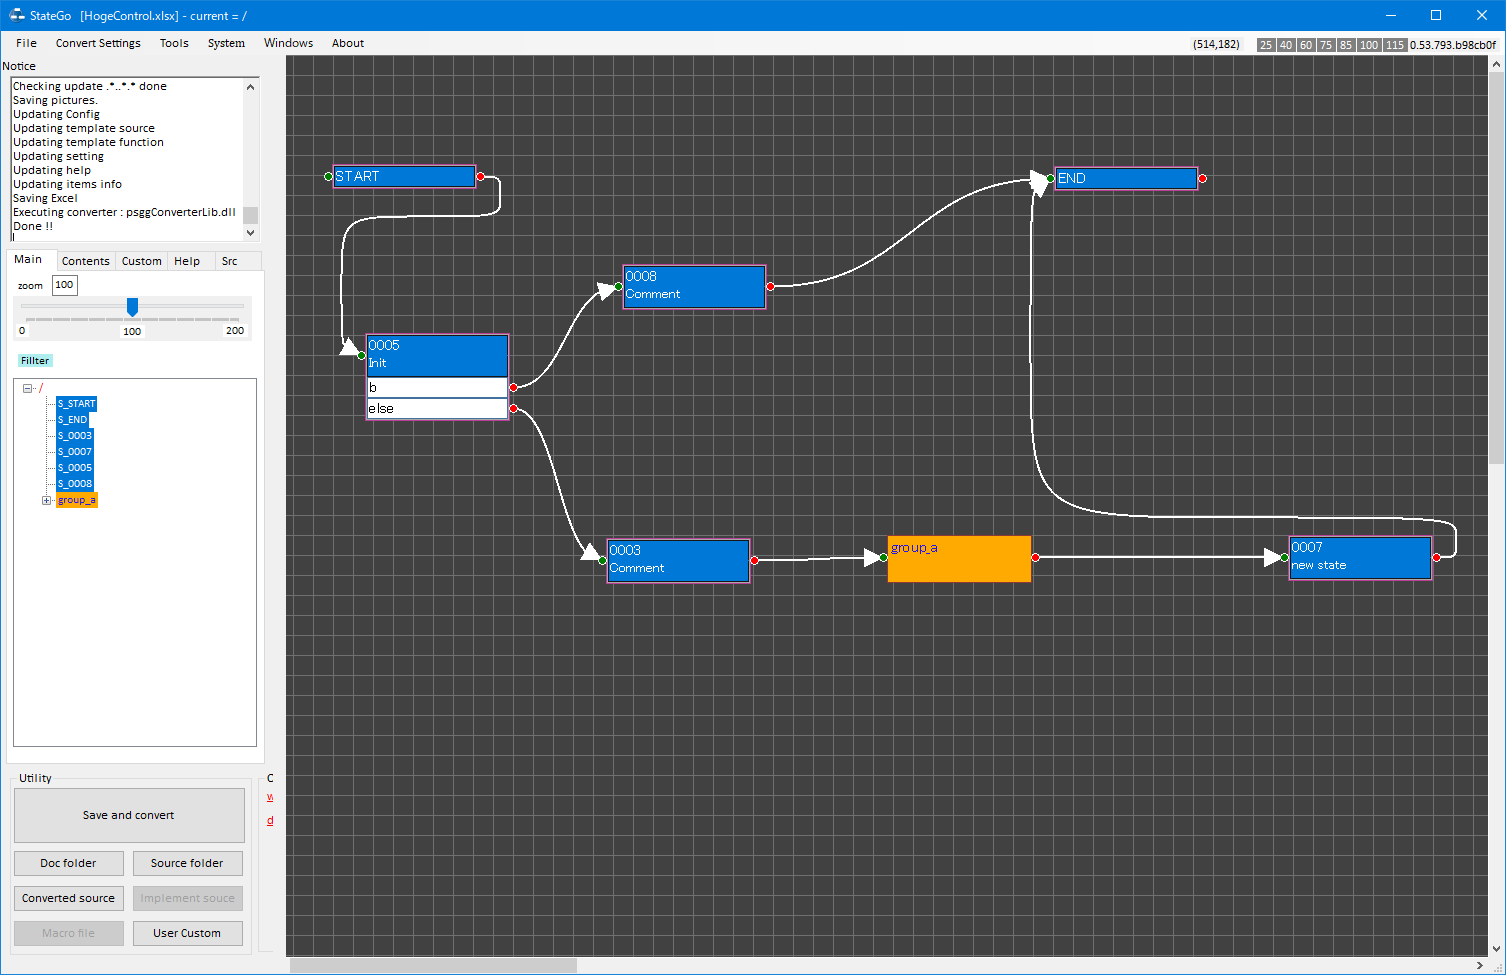 StateGo   [HogeControl.xlsx] - current = /
File Convert Settings Tools System Windows About
(514,182) 25 40 60 75 85 100 115 0.53.793.b98cb0f
Notice
Checking update .*..*.* done
Saving pictures.
Updating Config
Updating template source
Updating template function
Updating setting
Updating help
Updating items info
Saving Excel
Executing converter : psggConverterLib.dll
Done !!
Main Contents Custom Help Src
zoom 100
0 100 200
Fillter
/
S_START
S_END
S_0003
S_0007
S_0005
S_0008
group_a
Utility
Save and convert
Doc folder Source folder
Converted source Implement souce
Macro file User Custom
C
w
d
START
END
0008
Comment
0005
Init
b
else
0003
Comment
group_a
0007
new state